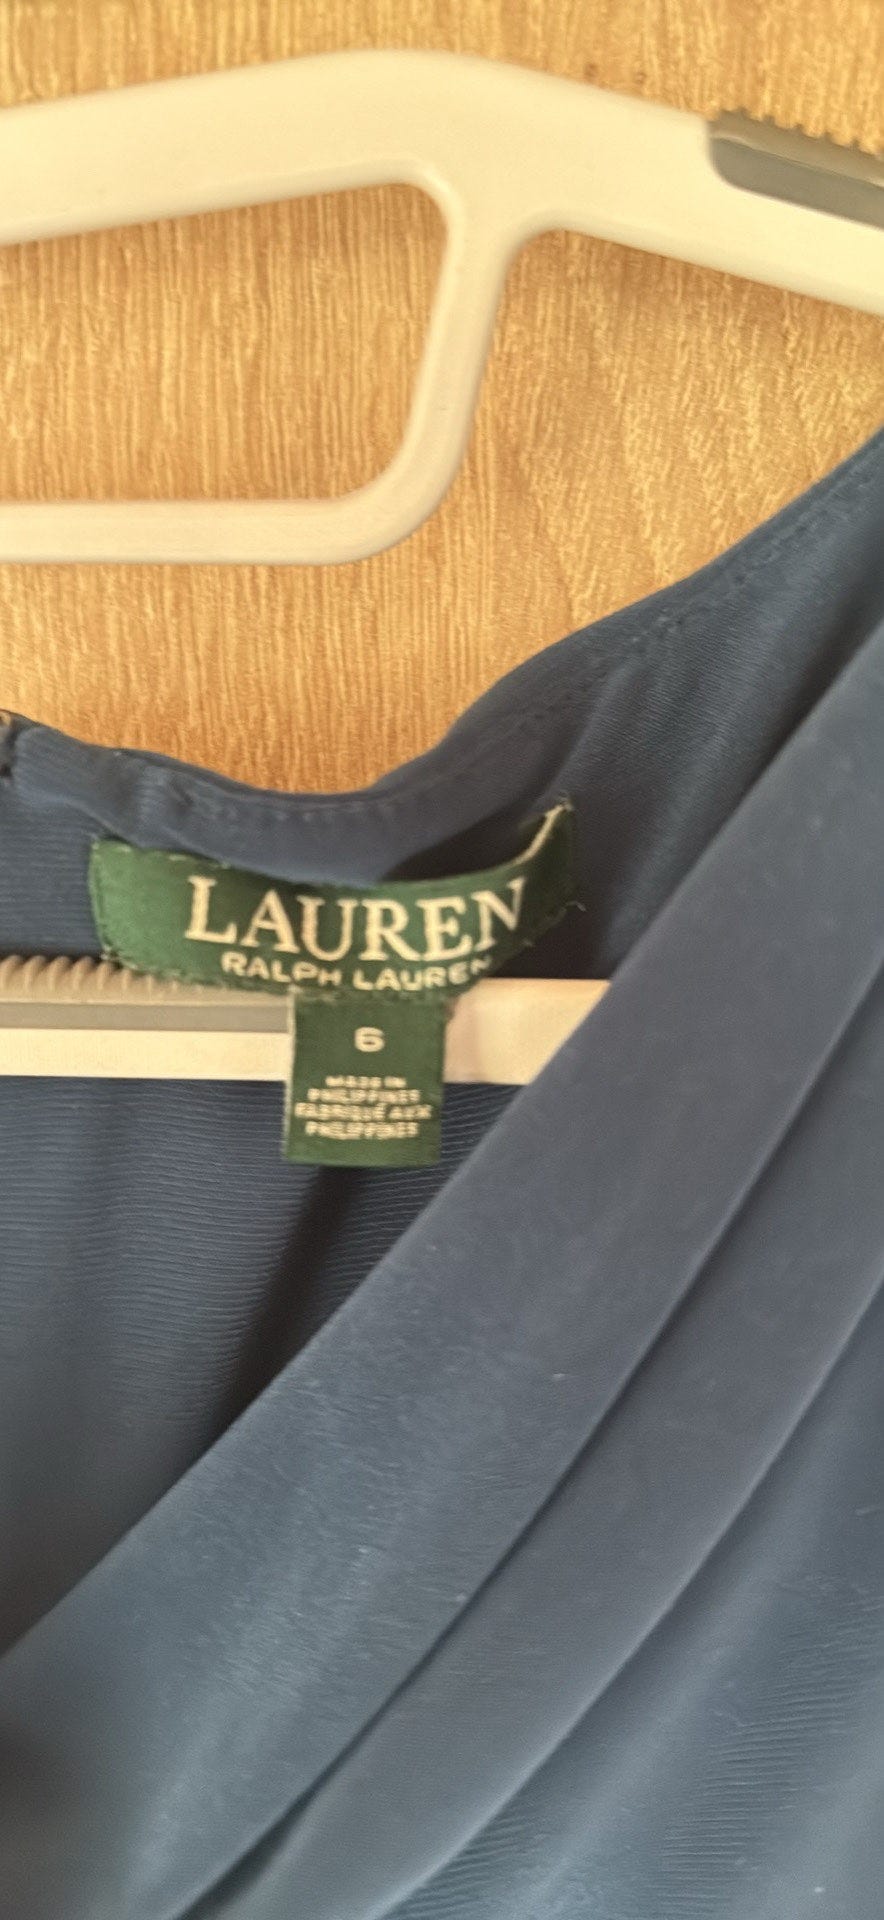 LAUREN
RALPH LAUREN
6
MADE IN
PHILIPPINES
FABRIQUÉ AUX
PHILIPPINES